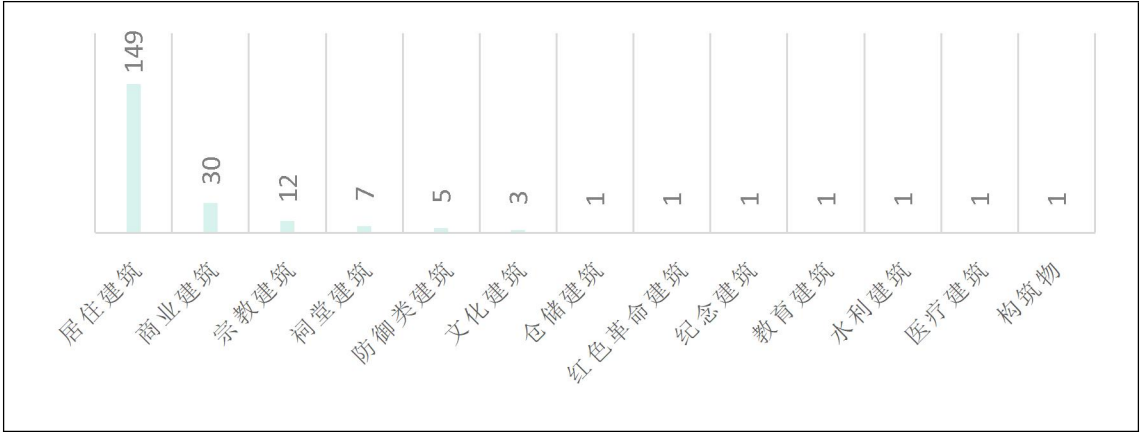 149
30
12
7
5
3
1
1
1
1
1
1
1
居住建筑
商业建筑
宗教建筑
祠堂建筑
防御类建筑
文化建筑
仓储建筑
红色革命建筑
纪念建筑
教育建筑
水利建筑
医疗建筑
构筑物